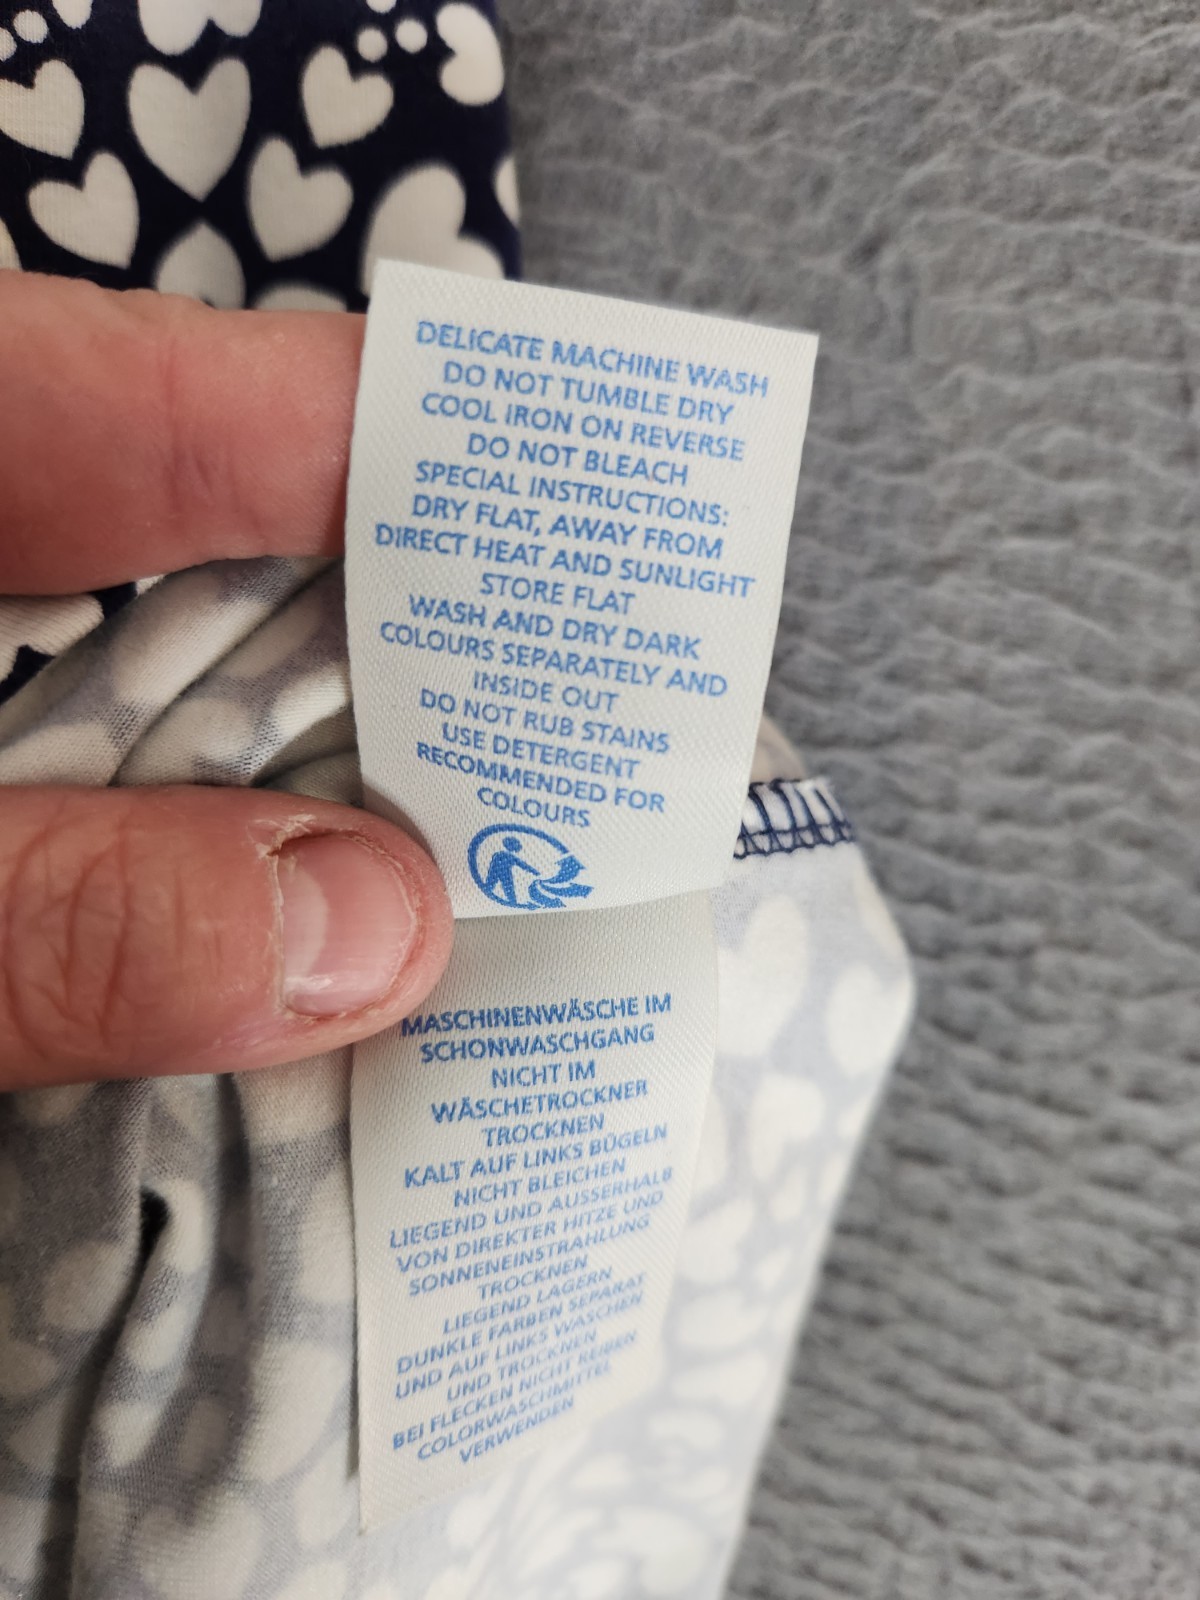 DELICATE MACHINE WASH
DO NOT TUMBLE DRY
COOL IRON ON REVERSE
DO NOT BLEACH
SPECIAL INSTRUCTIONS:
DRY FLAT, AWAY FROM
DIRECT HEAT AND SUNLIGHT
STORE FLAT
WASH AND DRY DARK
COLOURS SEPARATELY AND
INSIDE OUT
DO NOT RUB STAINS
USE DETERGENT
RECOMMENDED FOR
COLOURS
MASCHINENWÄSCHE IM
SCHONWASCHGANG
NICHT IM
WÄSCHETROCKNER
TROCKNEN
KALT AUF LINKS BÜGELN
NICHT BLEICHEN
LIEGEND UND AUSSERHALB
VON DIREKTER HITZE UND
SONNENEINSTRAHLUNG
TROCKNEN
LIEGEND LAGERN
DUNKLE FARBEN SEPARAT
UND AUF LINKS WASCHEN
UND TROCKNEN
BEI FLECKEN NICHT REIBEN
COLORWASCHMITTEL
VERWENDEN